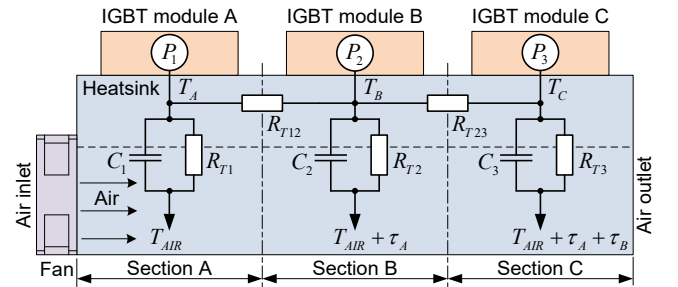 IGBT module A IGBT module B IGBT module C
P1 P2 P3
Heatsink TA TB TC
RT12 RT23
C1 RT1 C2 RT2 C3 RT3
Air inlet
Air
Air outlet
TAIR TAIR + τA TAIR + τA + τB
Fan Section A Section B Section C